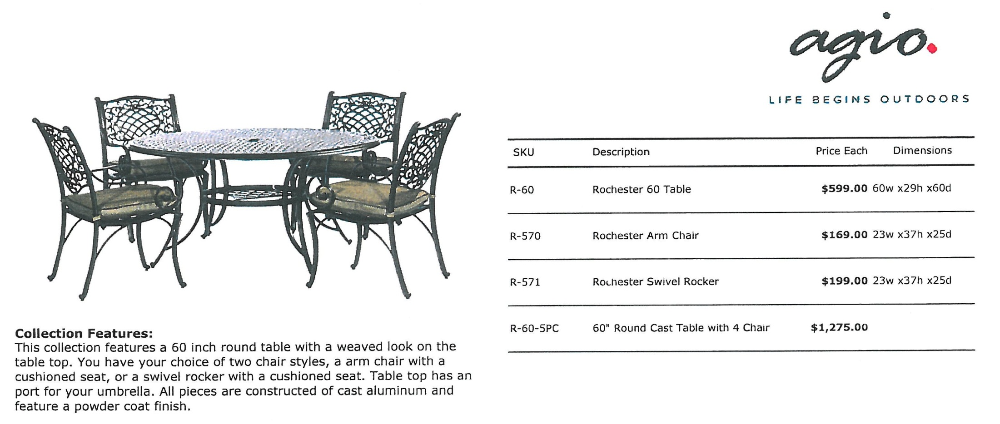 agio.
LIFE BEGINS OUTDOORS
SKU Description Price Each Dimensions
R-60 Rochester 60 Table $599.00 60w x29h x60d
R-570 Rochester Arm Chair $169.00 23w x37h x25d
R-571 Rochester Swivel Rocker $199.00 23w x37h x25d
R-60-5PC 60" Round Cast Table with 4 Chair $1,275.00
Collection Features:
This collection features a 60 inch round table with a weaved look on the
table top. You have your choice of two chair styles, a arm chair with a
cushioned seat, or a swivel rocker with a cushioned seat. Table top has an
port for your umbrella. All pieces are constructed of cast aluminum and
feature a powder coat finish.